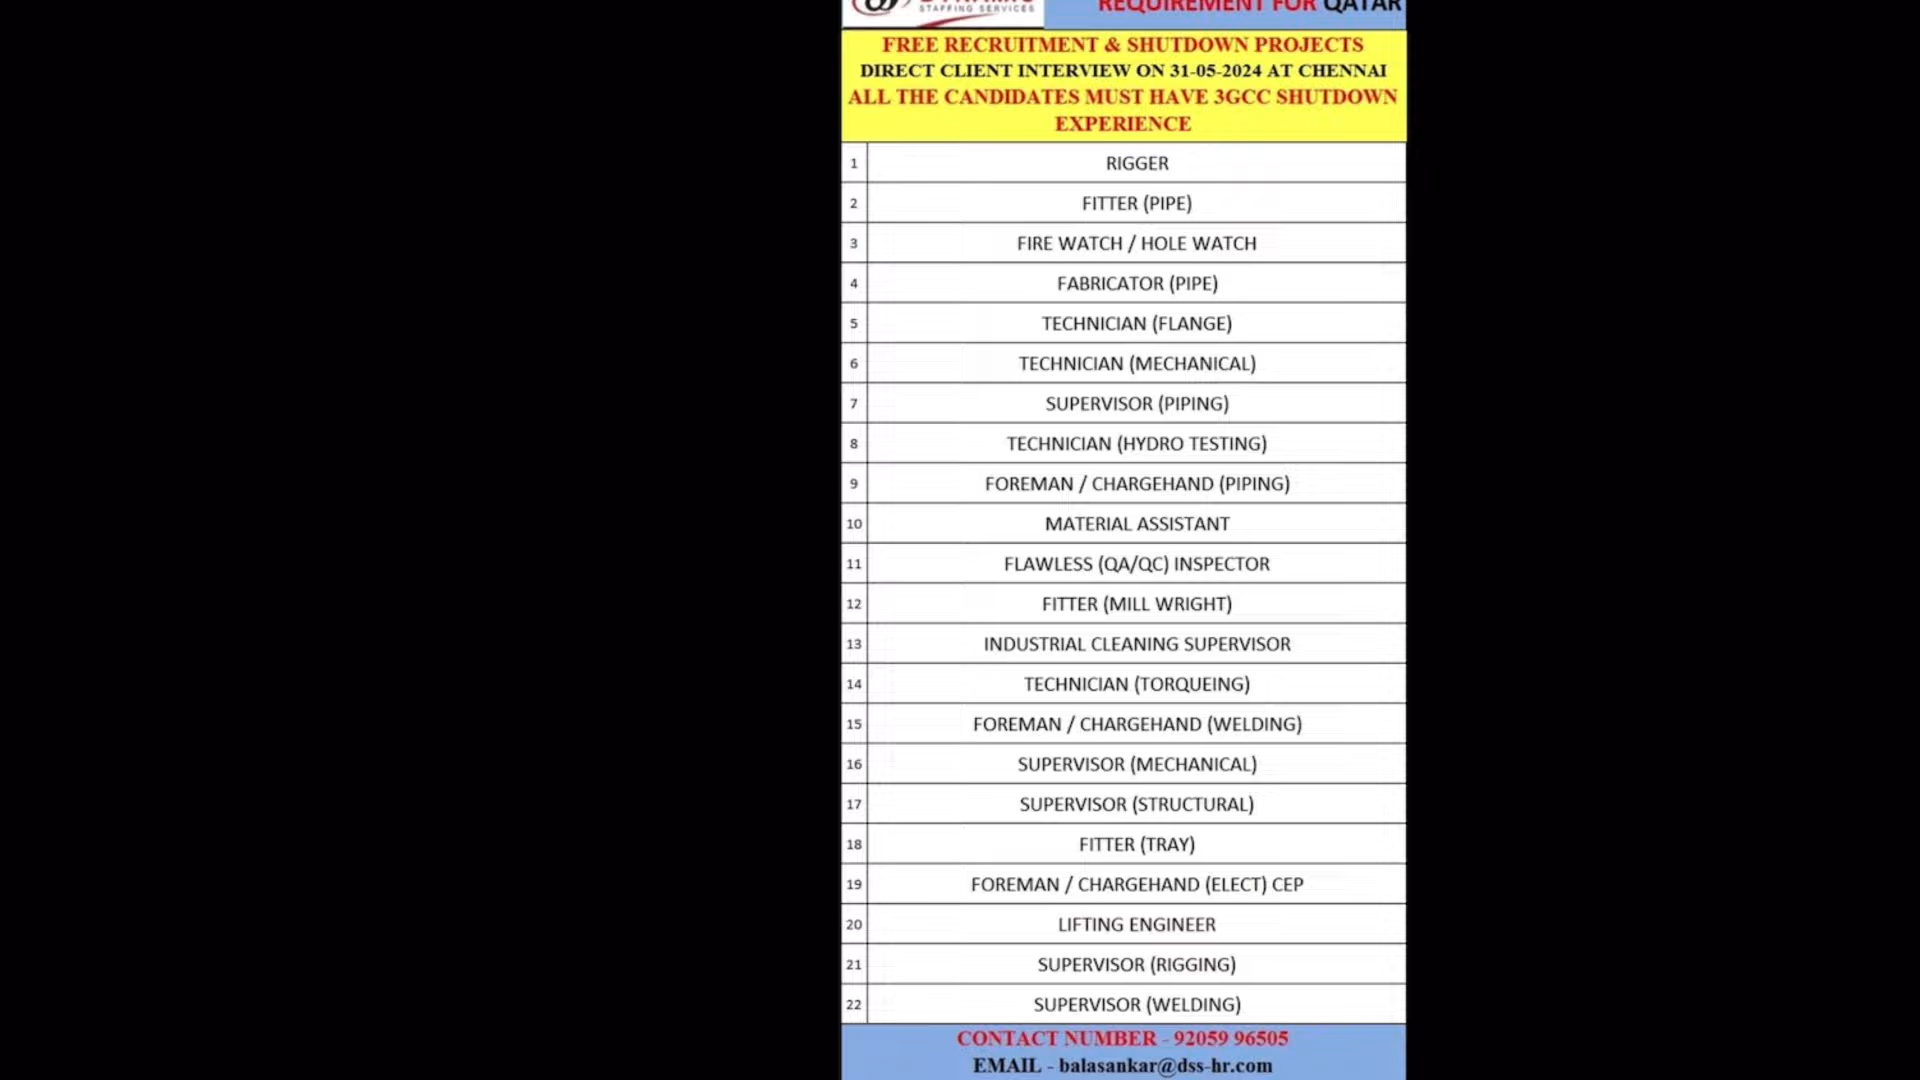 DYNAMIC
STAFFING SERVICES
REQUIREMENT FOR QATAR
FREE RECRUITMENT & SHUTDOWN PROJECTS
DIRECT CLIENT INTERVIEW ON 31-05-2024 AT CHENNAI
ALL THE CANDIDATES MUST HAVE 3GCC SHUTDOWN
EXPERIENCE
1 RIGGER
2 FITTER (PIPE)
3 FIRE WATCH / HOLE WATCH
4 FABRICATOR (PIPE)
5 TECHNICIAN (FLANGE)
6 TECHNICIAN (MECHANICAL)
7 SUPERVISOR (PIPING)
8 TECHNICIAN (HYDRO TESTING)
9 FOREMAN / CHARGEHAND (PIPING)
10 MATERIAL ASSISTANT
11 FLAWLESS (QA/QC) INSPECTOR
12 FITTER (MILL WRIGHT)
13 INDUSTRIAL CLEANING SUPERVISOR
14 TECHNICIAN (TORQUEING)
15 FOREMAN / CHARGEHAND (WELDING)
16 SUPERVISOR (MECHANICAL)
17 SUPERVISOR (STRUCTURAL)
18 FITTER (TRAY)
19 FOREMAN / CHARGEHAND (ELECT) CEP
20 LIFTING ENGINEER
21 SUPERVISOR (RIGGING)
22 SUPERVISOR (WELDING)
CONTACT NUMBER - 92059 96505
EMAIL - balasankar@dss-hr.com